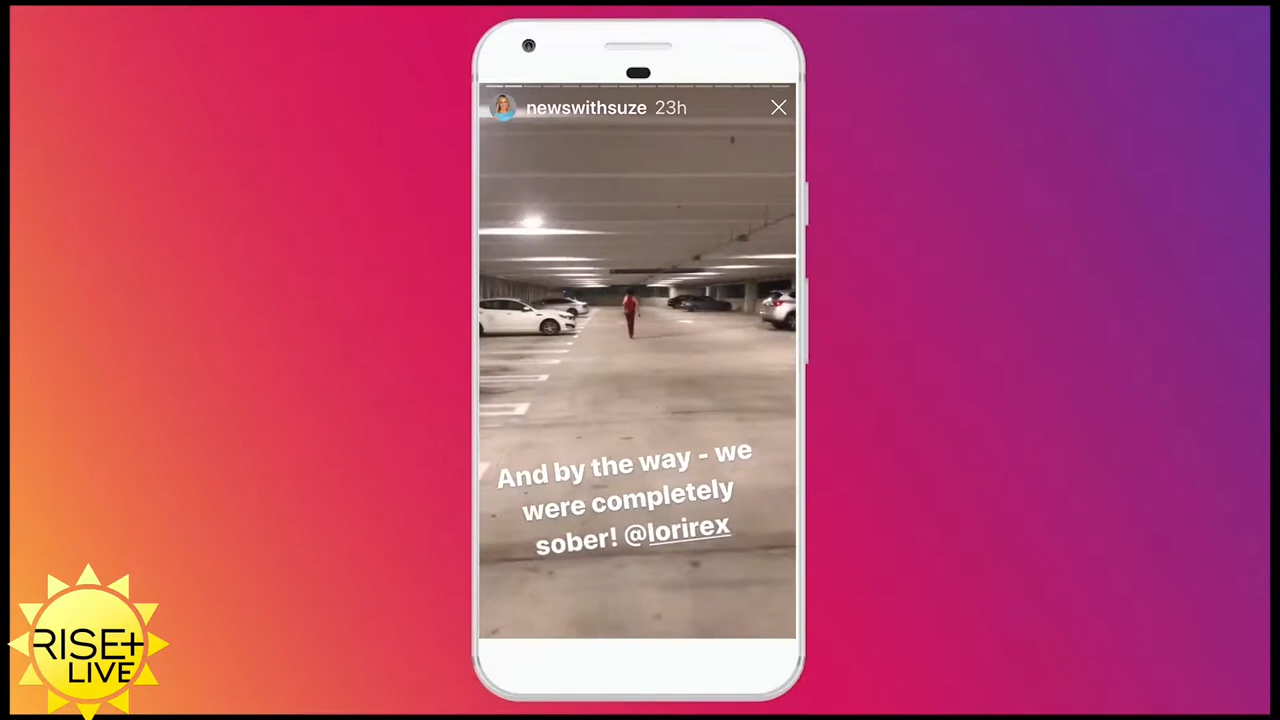 newswithsuze 23h
And by the way - we
were completely
sober! @lorirex
RISE+
LIVE